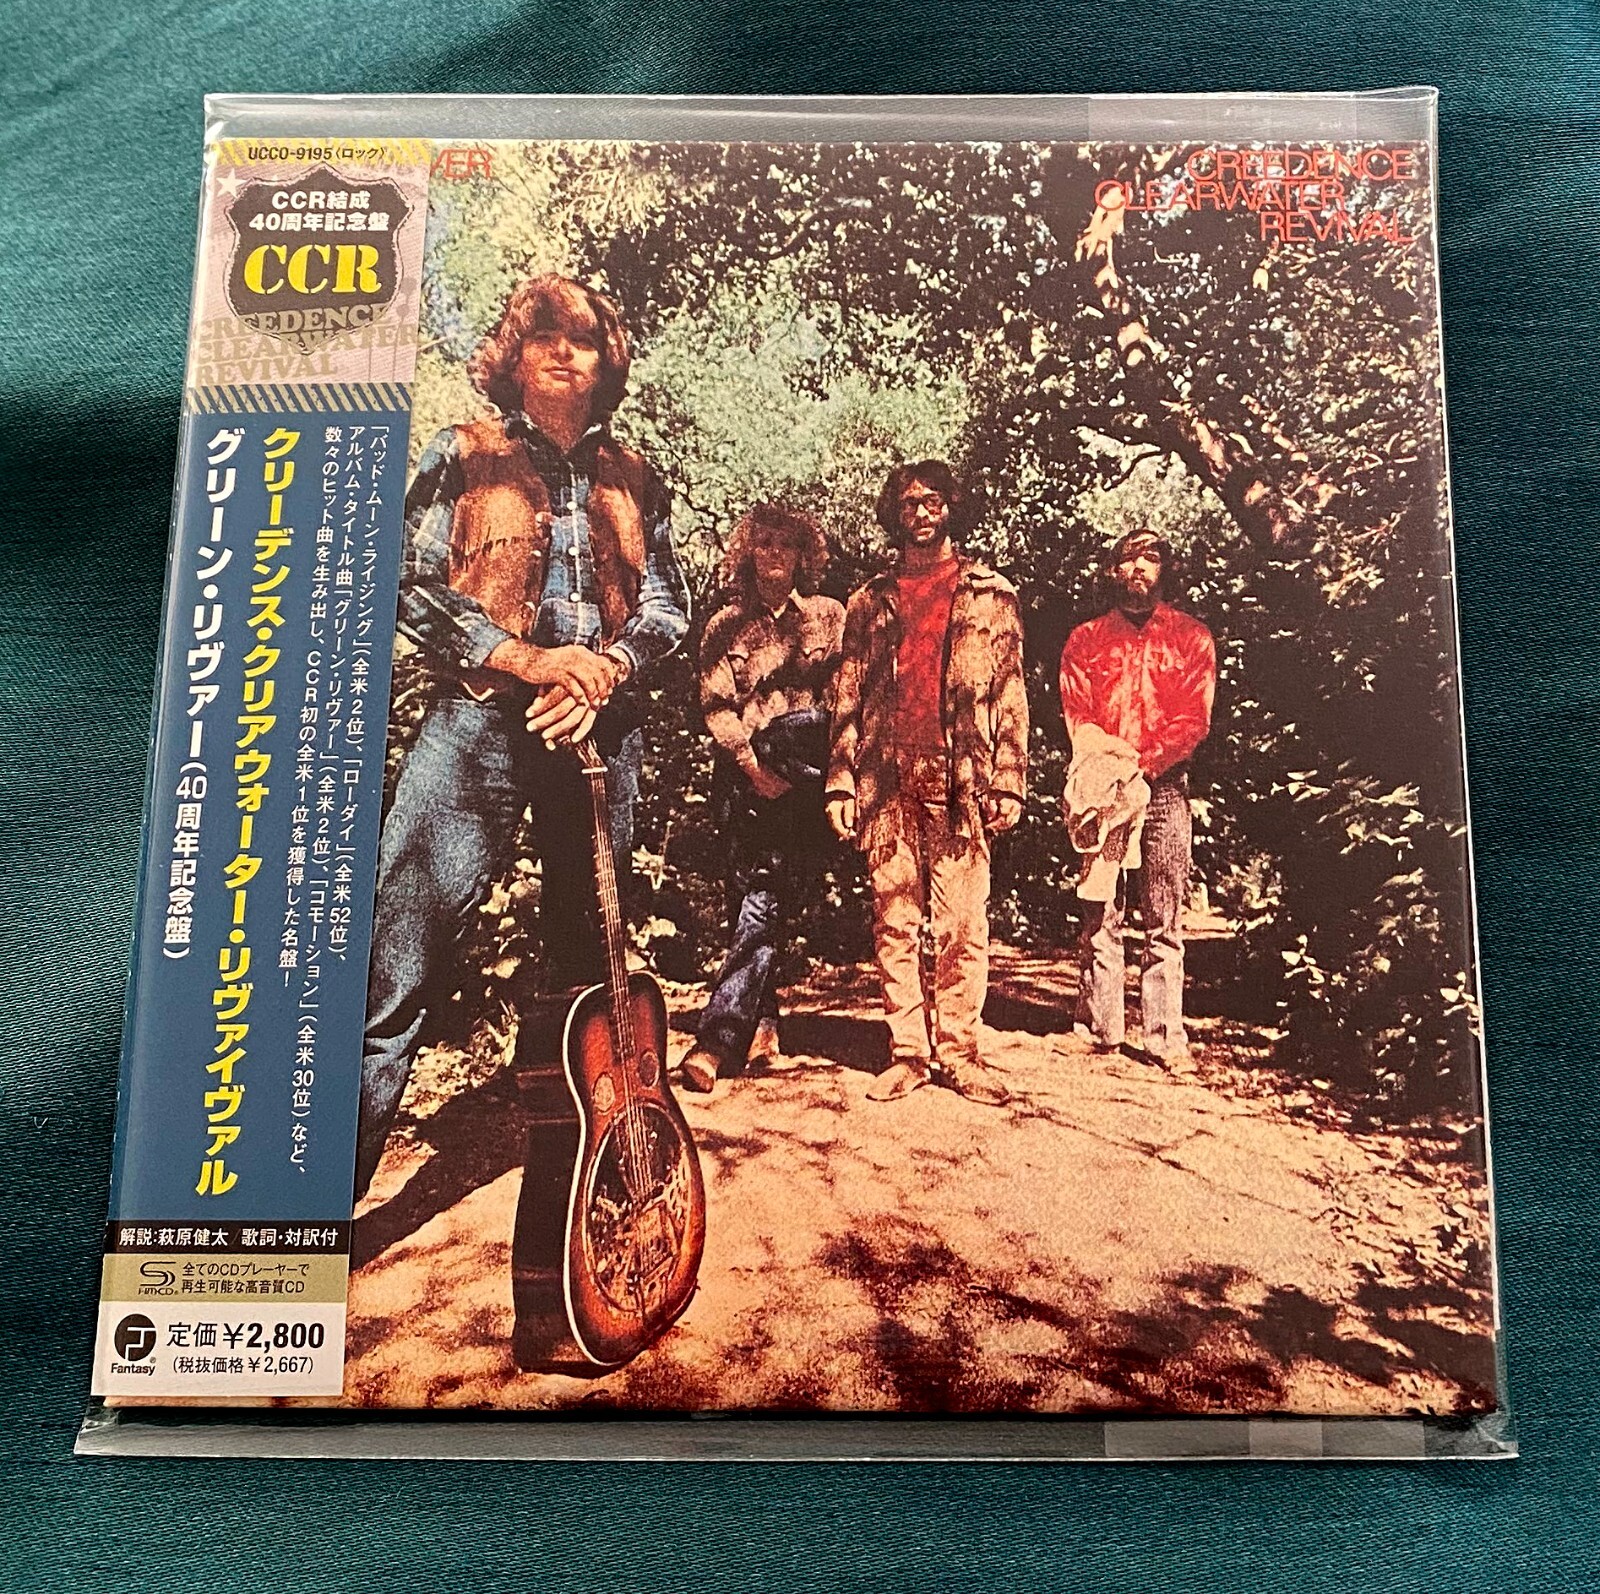 UCCO-9195〈ロック〉
CCR結成
40周年記念盤
CCR
CREEDENCE
CLEARWATER
REVIVAL
「バッド・ムーン・ライジング」(全米2位)、「ローダイ」(全米52位)、
アルバム・タイトル曲「グリーン・リヴァー」(全米2位)、「コモーション」(全米30位)など、
数々のヒット曲を生み出し、CCR初の全米1位を獲得した名盤!
クリーデンス・クリアウォーター・リヴァイヴァル
グリーン・リヴァー(40周年記念盤)
解説:萩原健太/歌詞・対訳付
SHM-CD®
全てのCDプレーヤーで
再生可能な高音質CD
Fantasy®
定価¥2,800
(税抜価格¥2,667)
VER
CREEDENCE
CLEARWATER
REVIVAL